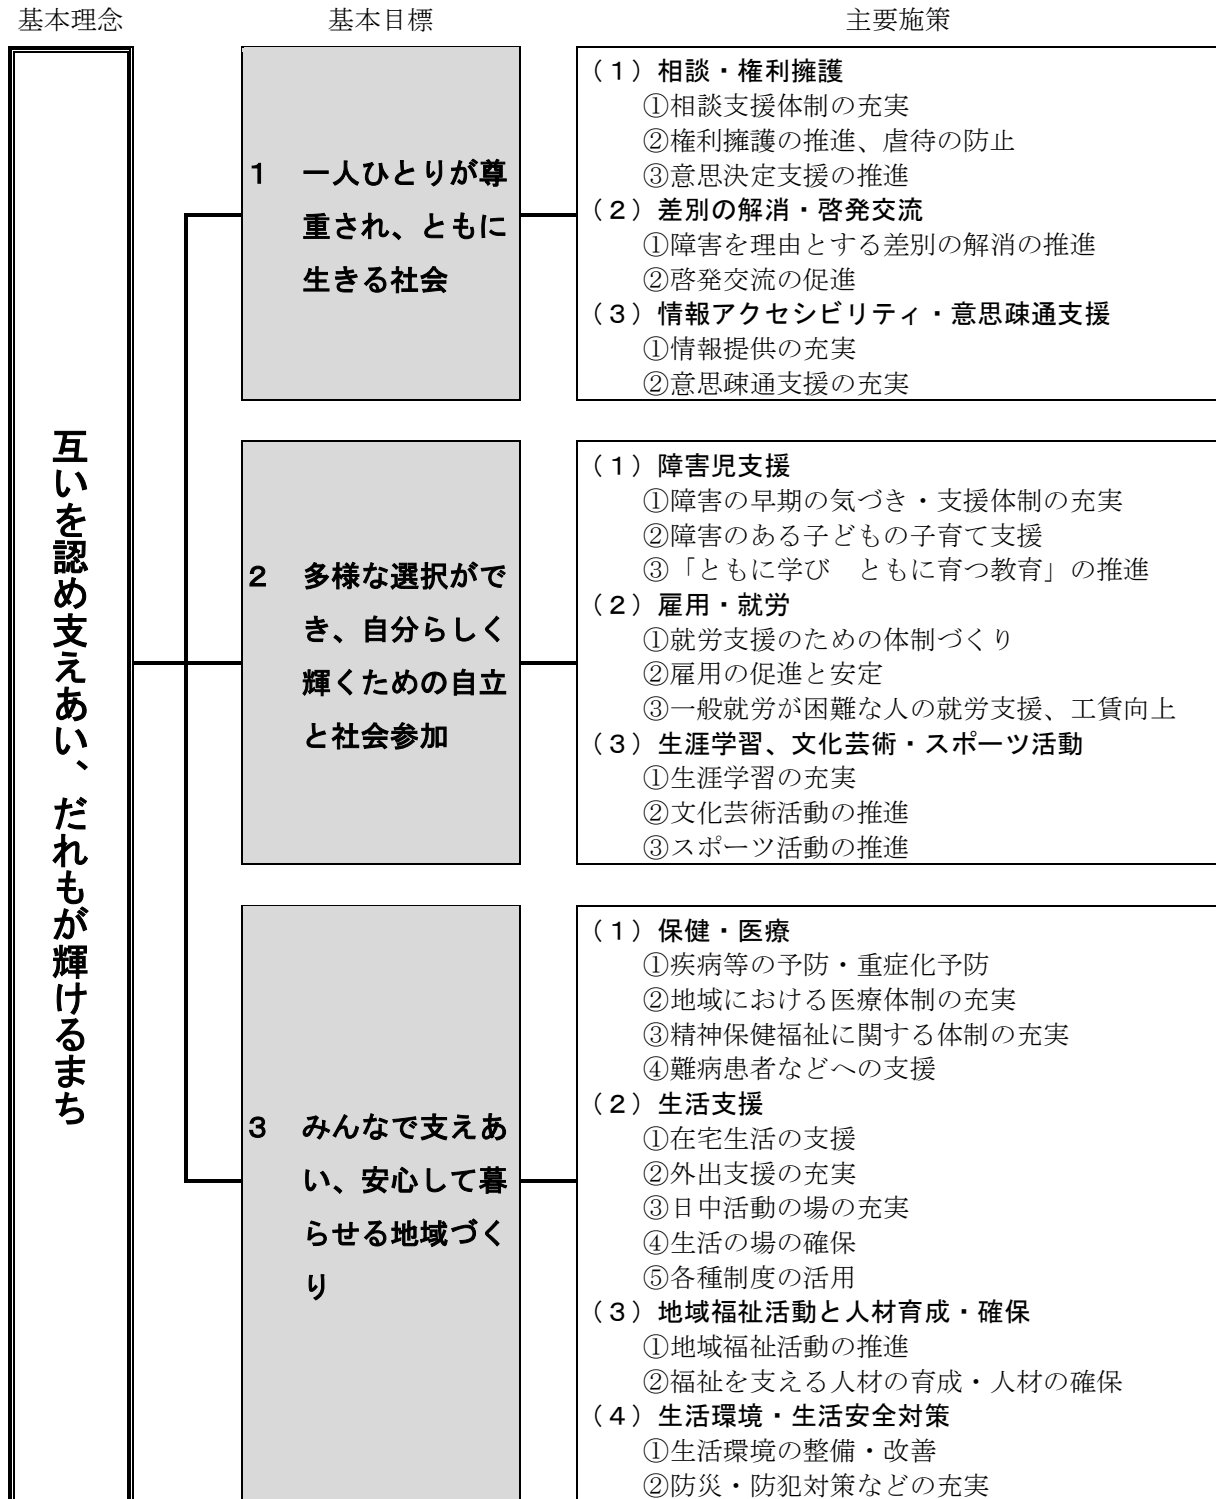 基本理念
基本目標
主要施策
互いを認め支えあい、だれもが輝けるまち
１　一人ひとりが尊
重され、ともに
生きる社会
（１）相談・権利擁護
①相談支援体制の充実
②権利擁護の推進、虐待の防止
③意思決定支援の推進
（２）差別の解消・啓発交流
①障害を理由とする差別の解消の推進
②啓発交流の促進
（３）情報アクセシビリティ・意思疎通支援
①情報提供の充実
②意思疎通支援の充実
２　多様な選択がで
き、自分らしく
輝くための自立
と社会参加
（１）障害児支援
①障害の早期の気づき・支援体制の充実
②障害のある子どもの子育て支援
③「ともに学び　ともに育つ教育」の推進
（２）雇用・就労
①就労支援のための体制づくり
②雇用の促進と安定
③一般就労が困難な人の就労支援、工賃向上
（３）生涯学習、文化芸術・スポーツ活動
①生涯学習の充実
②文化芸術活動の推進
③スポーツ活動の推進
３　みんなで支えあ
い、安心して暮
らせる地域づく
り
（１）保健・医療
①疾病等の予防・重症化予防
②地域における医療体制の充実
③精神保健福祉に関する体制の充実
④難病患者などへの支援
（２）生活支援
①在宅生活の支援
②外出支援の充実
③日中活動の場の充実
④生活の場の確保
⑤各種制度の活用
（３）地域福祉活動と人材育成・確保
①地域福祉活動の推進
②福祉を支える人材の育成・人材の確保
（４）生活環境・生活安全対策
①生活環境の整備・改善
②防災・防犯対策などの充実